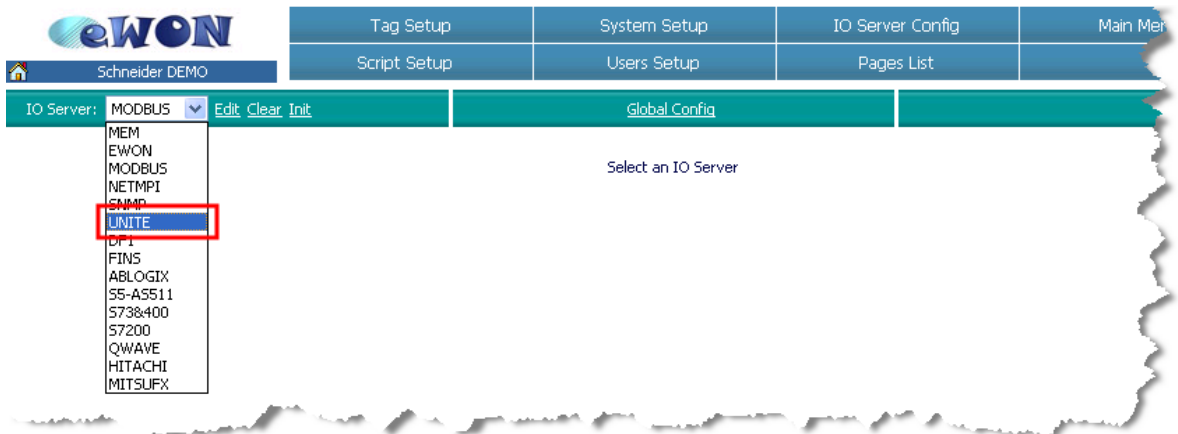 eWON
Tag Setup System Setup IO Server Config Main Men
Schneider DEMO
Script Setup Users Setup Pages List
IO Server: MODBUS Edit Clear Init Global Config
MEM
EWON
MODBUS
NETMPI
SNMP
UNITE
DF1
FINS
ABLOGIX
S5-AS511
S73&400
S7200
QWAVE
HITACHI
MITSUFX
Select an IO Server